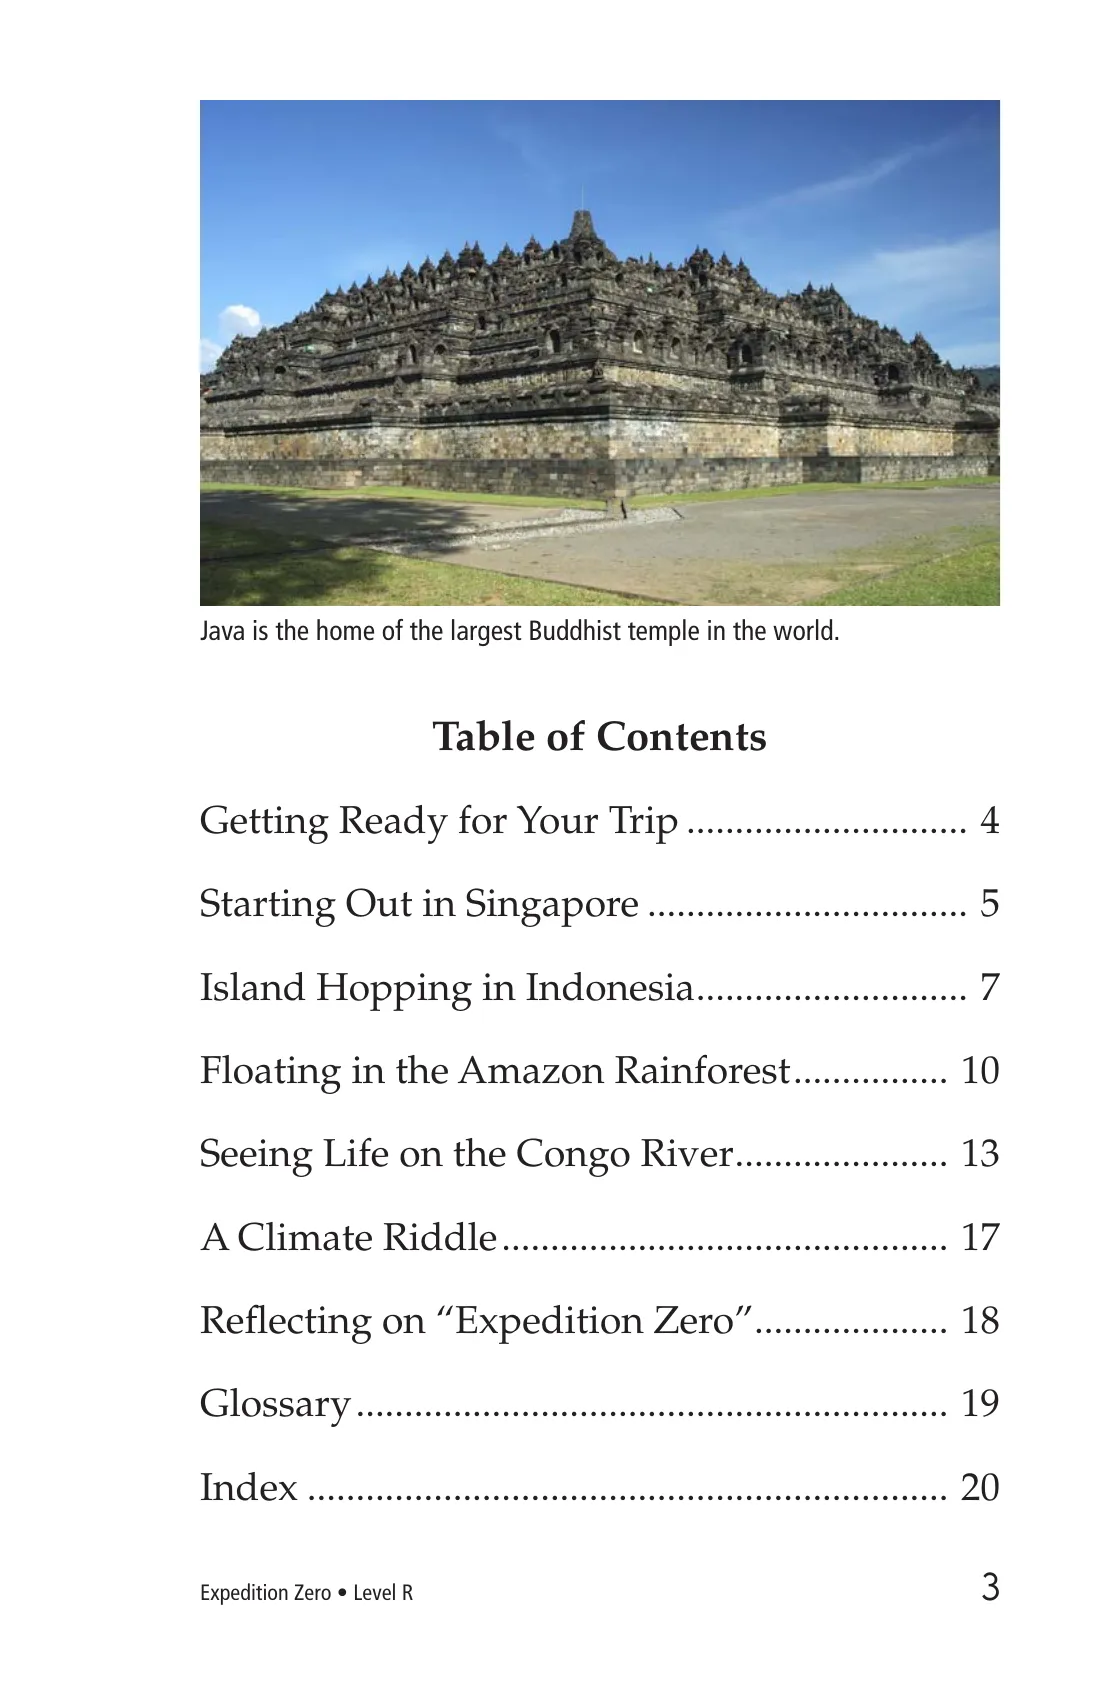 Java is the home of the largest Buddhist temple in the world.
Table of Contents
Getting Ready for Your Trip ............................. 4
Starting Out in Singapore ................................. 5
Island Hopping in Indonesia............................ 7
Floating in the Amazon Rainforest................ 10
Seeing Life on the Congo River...................... 13
A Climate Riddle.............................................. 17
Reflecting on “Expedition Zero”.................... 18
Glossary............................................................. 19
Index .................................................................. 20
Expedition Zero • Level R 3